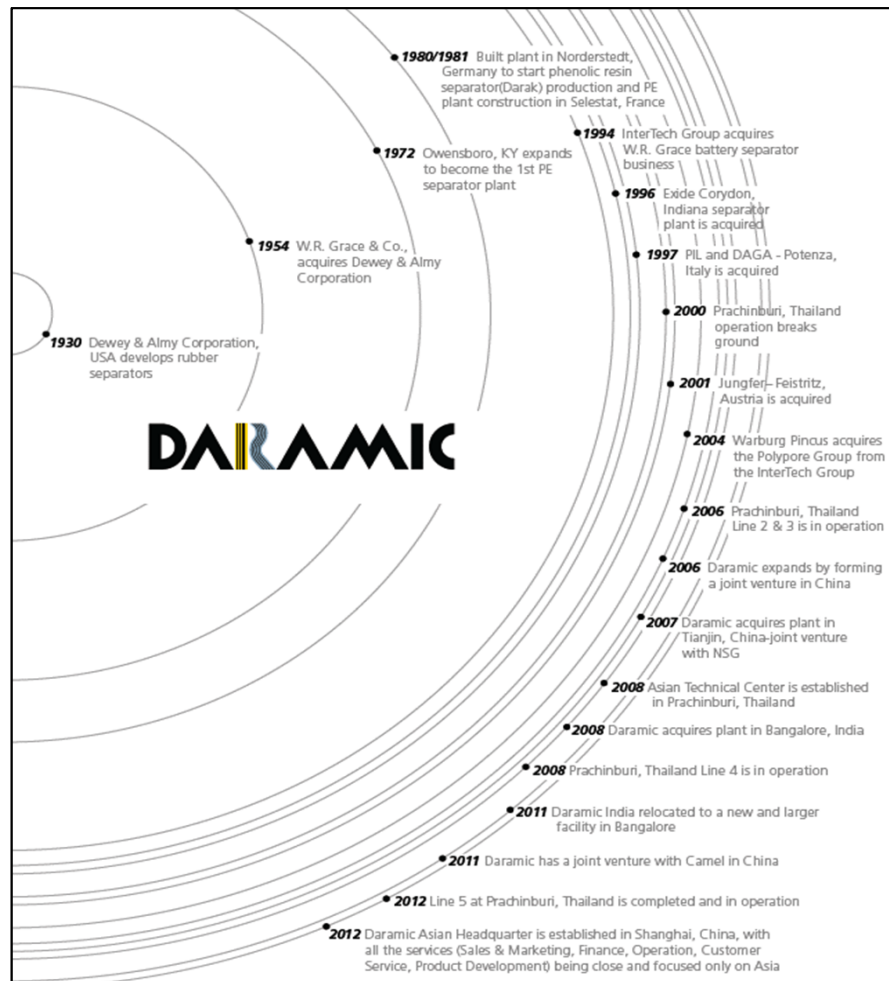 1980/1981 Built plant in Norderstedt,
Germany to start phenolic resin
separator(Darak) production and PE
plant construction in Selestat, France
1994 InterTech Group acquires
W.R. Grace battery separator
business
1972 Owensboro, KY expands
to become the 1st PE
separator plant
1996 Exide Corydon,
Indiana separator
plant is acquired
1954 W.R. Grace & Co.,
acquires Dewey & Almy
Corporation
1997 PIL and DAGA - Potenza,
Italy is acquired
2000 Prachinburi, Thailand
operation breaks
ground
1930 Dewey & Almy Corporation,
USA develops rubber
separators
2001 Jungfer– Feistritz,
Austria is acquired
DARAMIC
2004 Warburg Pincus acquires
the Polypore Group from
the InterTech Group
2006 Prachinburi, Thailand
Line 2 & 3 is in operation
2006 Daramic expands by forming
a joint venture in China
2007 Daramic acquires plant in
Tianjin, China-joint venture
with NSG
2008 Asian Technical Center is established
in Prachinburi, Thailand
2008 Daramic acquires plant in Bangalore, India
2008 Prachinburi, Thailand Line 4 is in operation
2011 Daramic India relocated to a new and larger
facility in Bangalore
2011 Daramic has a joint venture with Camel in China
2012 Line 5 at Prachinburi, Thailand is completed and in operation
2012 Daramic Asian Headquarter is established in Shanghai, China, with
all the services (Sales & Marketing, Finance, Operation, Customer
Service, Product Development) being close and focused only on Asia